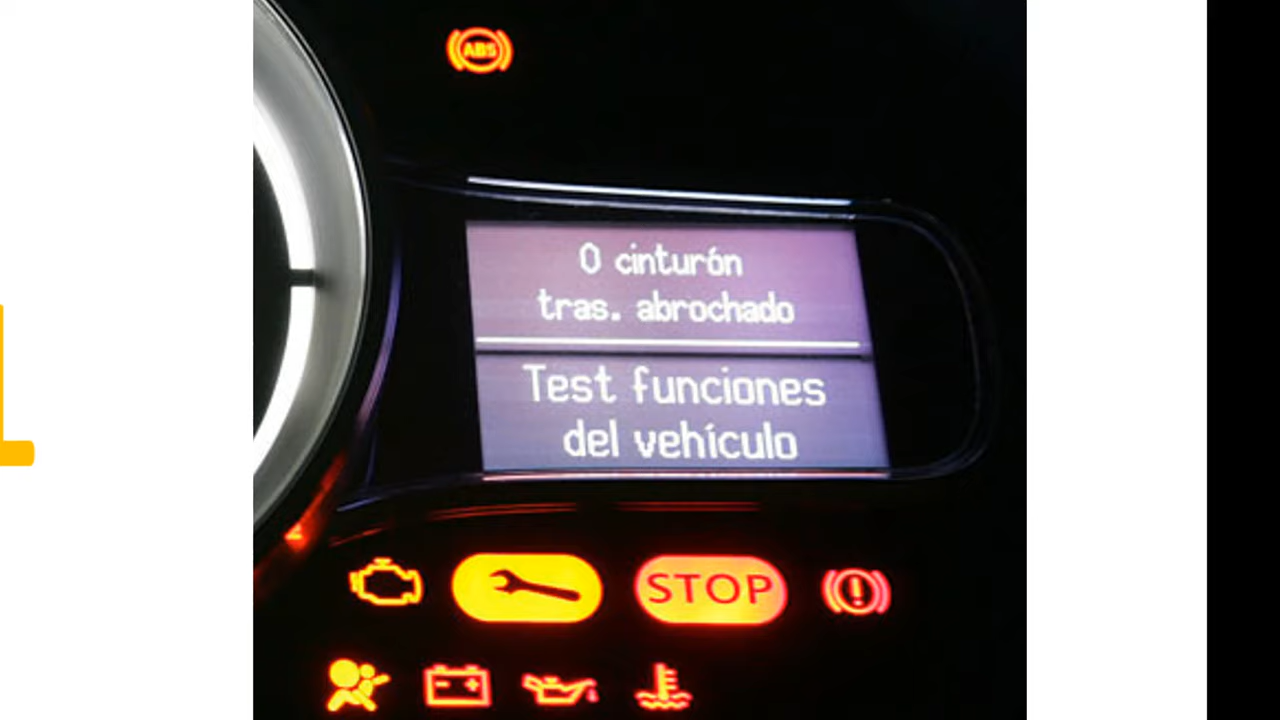 ABS
0 cinturón
tras. abrochado
Test funciones
del vehículo
STOP